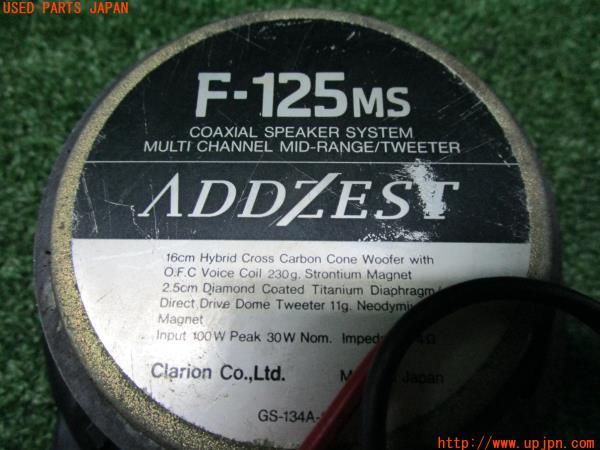 USED PARTS JAPAN
F-125MS
COAXIAL SPEAKER SYSTEM
MULTI CHANNEL MID-RANGE/TWEETER
ADDZEST
16cm Hybrid Cross Carbon Cone Woofer with
O.F.C Voice Coil 230g. Strontium Magnet
2.5cm Diamond Coated Titanium Diaphragm/
Direct Drive Dome Tweeter 11g.
Magnet
Input 100W Peak 30W Nom. 4Ω
Clarion Co.,Ltd. Japan
GS-134A-
http://www.upjpn.com